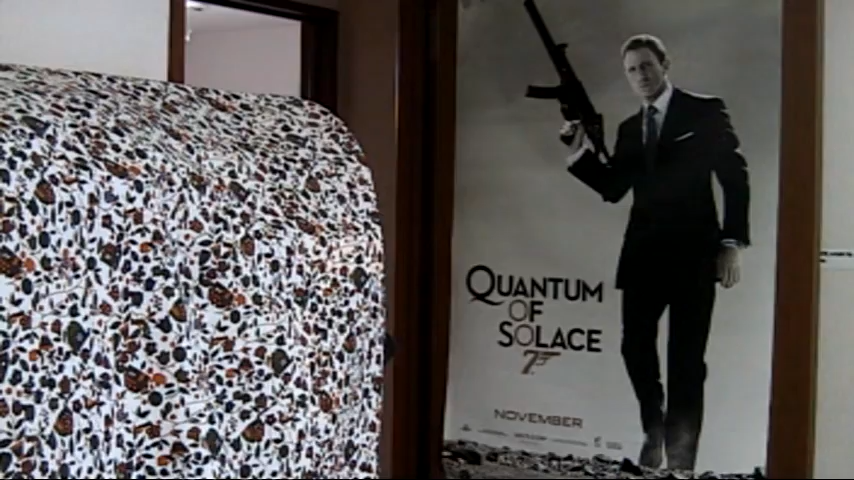 QUANTUM
OF
SOLACE
007
NOVEMBER